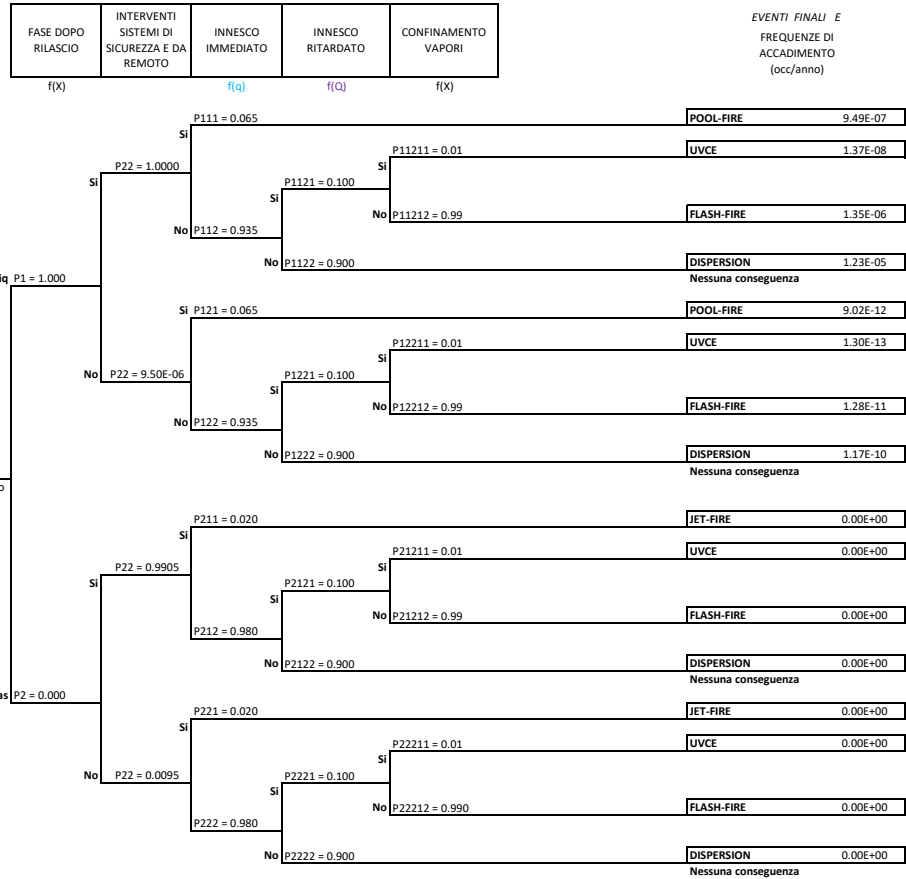 FASE DOPO
RILASCIO
INTERVENTI
SISTEMI DI
SICUREZZA E DA
REMOTO
INNESCO
IMMEDIATO
INNESCO
RITARDATO
CONFINAMENTO
VAPORI
EVENTI FINALI E
FREQUENZE DI
ACCADIMENTO
(occ/anno)
f(X)
f(q)
f(Q)
f(X)
P111 = 0.065
POOL-FIRE 9.49E-07
Si
P11211 = 0.01
UVCE 1.37E-08
P22 = 1.0000
Si
Si
P1121 = 0.100
Si
No P11212 = 0.99
FLASH-FIRE 1.35E-06
No P112 = 0.935
No P1122 = 0.900
DISPERSION 1.23E-05
Nessuna conseguenza
iq P1 = 1.000
Si P121 = 0.065
POOL-FIRE 9.02E-12
P12211 = 0.01
UVCE 1.30E-13
Si
No P22 = 9.50E-06
P1221 = 0.100
Si
No P12212 = 0.99
FLASH-FIRE 1.28E-11
No P122 = 0.935
No P1222 = 0.900
DISPERSION 1.17E-10
Nessuna conseguenza
o
P211 = 0.020
JET-FIRE 0.00E+00
Si
P21211 = 0.01
UVCE 0.00E+00
P22 = 0.9905
Si
Si
P2121 = 0.100
Si
No P21212 = 0.99
FLASH-FIRE 0.00E+00
P212 = 0.980
No P2122 = 0.900
DISPERSION 0.00E+00
Nessuna conseguenza
as P2 = 0.000
P221 = 0.020
JET-FIRE 0.00E+00
Si
P22211 = 0.01
UVCE 0.00E+00
Si
No P22 = 0.0095
P2221 = 0.100
Si
No P22212 = 0.990
FLASH-FIRE 0.00E+00
P222 = 0.980
No P2222 = 0.900
DISPERSION 0.00E+00
Nessuna conseguenza